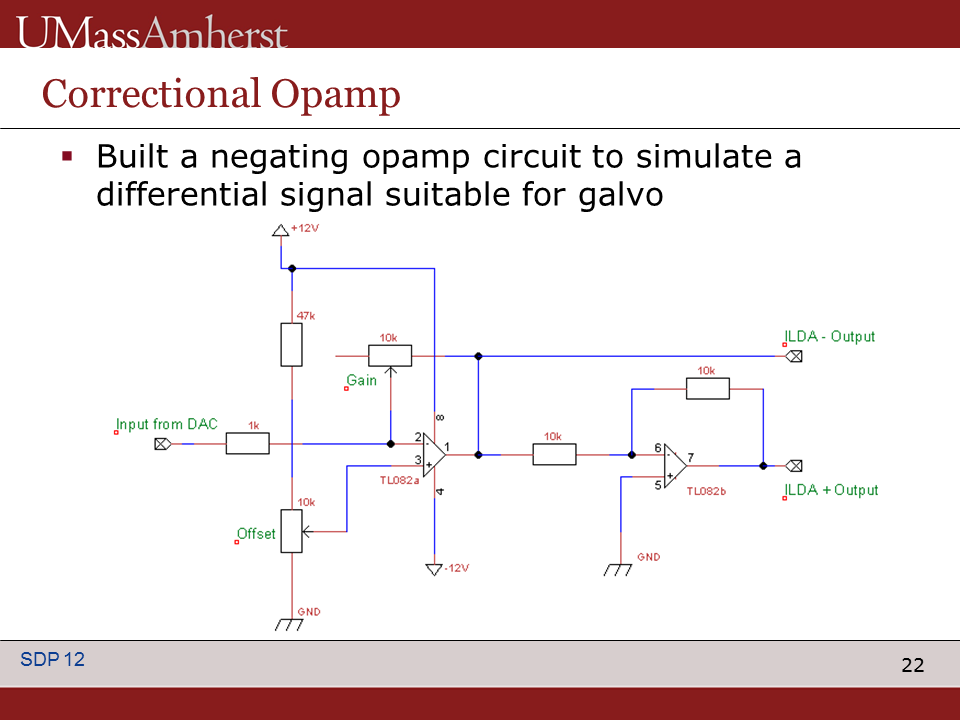 UMassAmherst
Correctional Opamp
▪ Built a negating opamp circuit to simulate a
differential signal suitable for galvo
+12V
47k
10k
ILDA - Output
Gain
10k
Input from DAC
1k
8
2
-
1
3
+
TL082a
4
10k
6
-
7
5
+
TL082b
ILDA + Output
10k
Offset
-12V
GND
GND
SDP 12
22